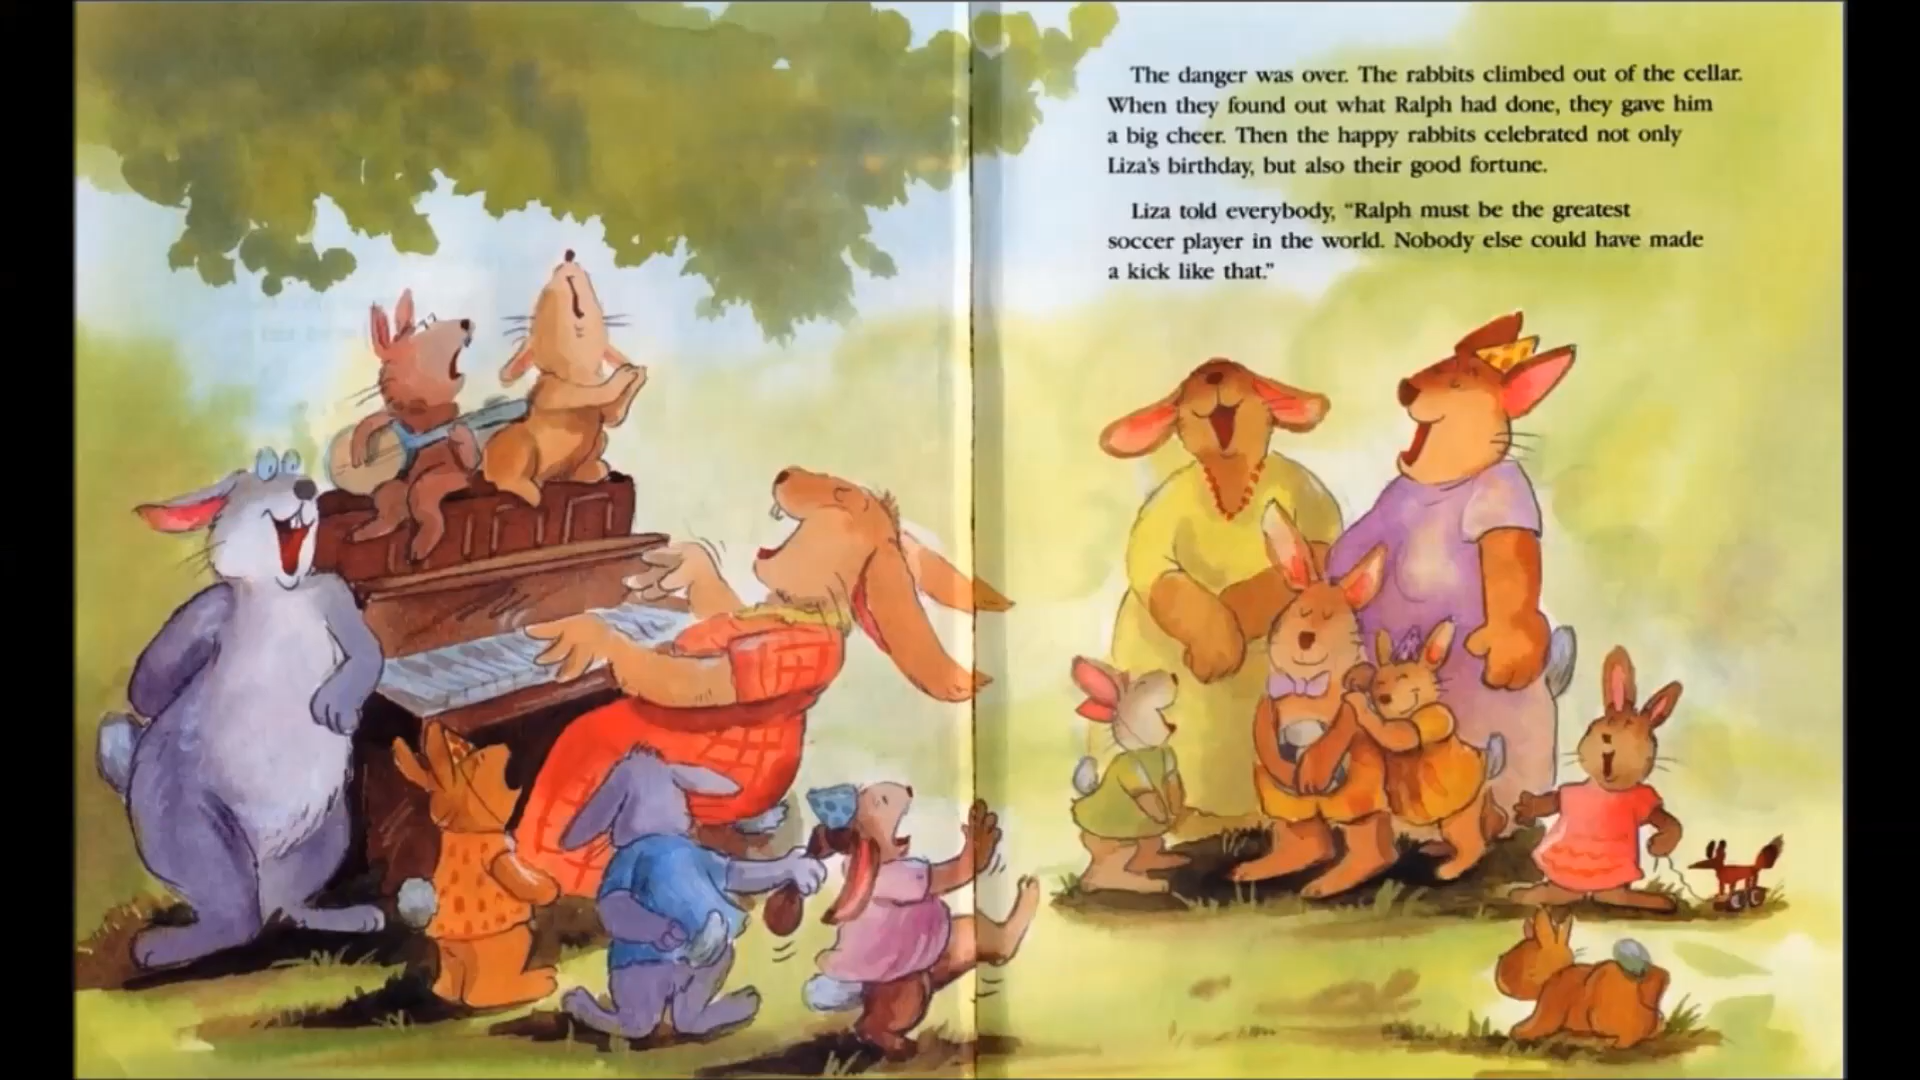 The danger was over. The rabbits climbed out of the cellar.
When they found out what Ralph had done, they gave him
a big cheer. Then the happy rabbits celebrated not only
Liza's birthday, but also their good fortune.
Liza told everybody, “Ralph must be the greatest
soccer player in the world. Nobody else could have made
a kick like that.”